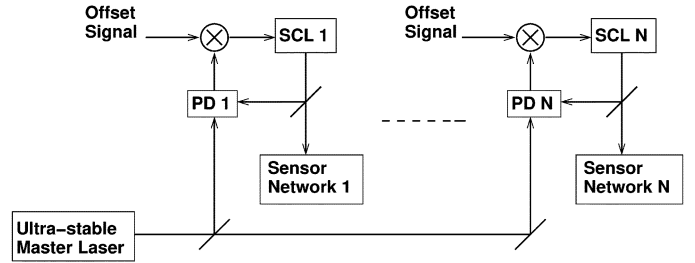 Offset
Signal
SCL 1
PD 1
Sensor
Network 1
Offset
Signal
SCL N
PD N
Sensor
Network N
Ultra-stable
Master Laser